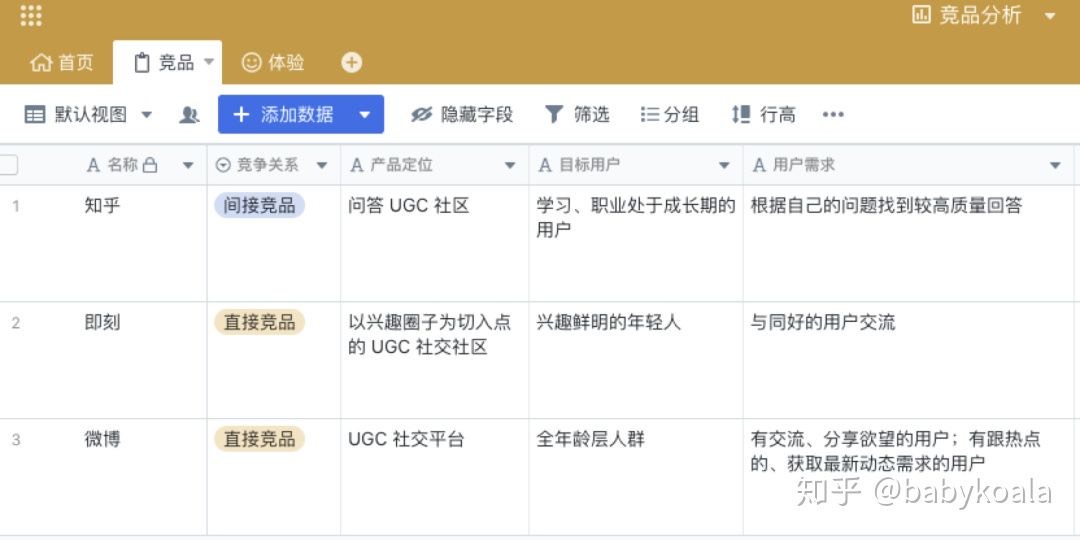 竞品分析
首页
竞品
体验
默认视图
添加数据
隐藏字段
筛选
分组
行高
名称
竞争关系
产品定位
目标用户
用户需求
1
知乎
间接竞品
问答 UGC 社区
学习、职业处于成长期的
用户
根据自己的问题找到较高质量回答
2
即刻
直接竞品
以兴趣圈子为切入点
的 UGC 社交社区
兴趣鲜明的年轻人
与同好的用户交流
3
微博
直接竞品
UGC 社交平台
全年龄层人群
有交流、分享欲望的用户；有跟热点
的、获取最新动态需求的用户
知乎 @babykoala